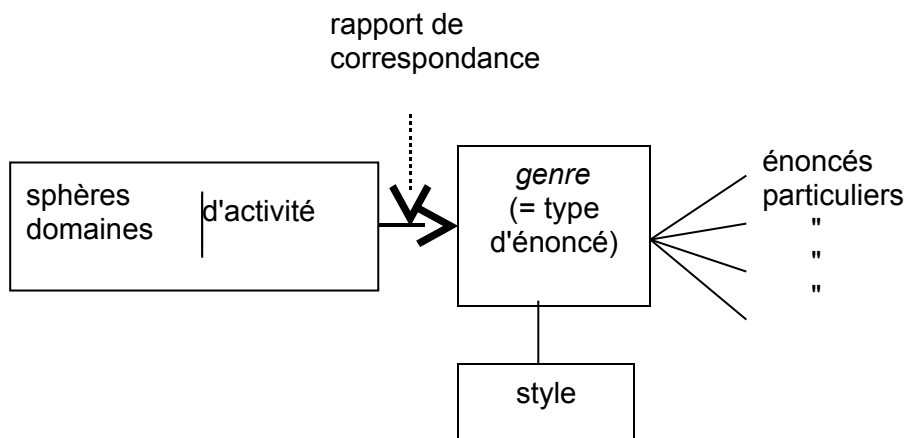 rapport de
correspondance
sphères
domaines
d'activité
genre
(= type
d'énoncé)
énoncés
particuliers
"
"
"
style